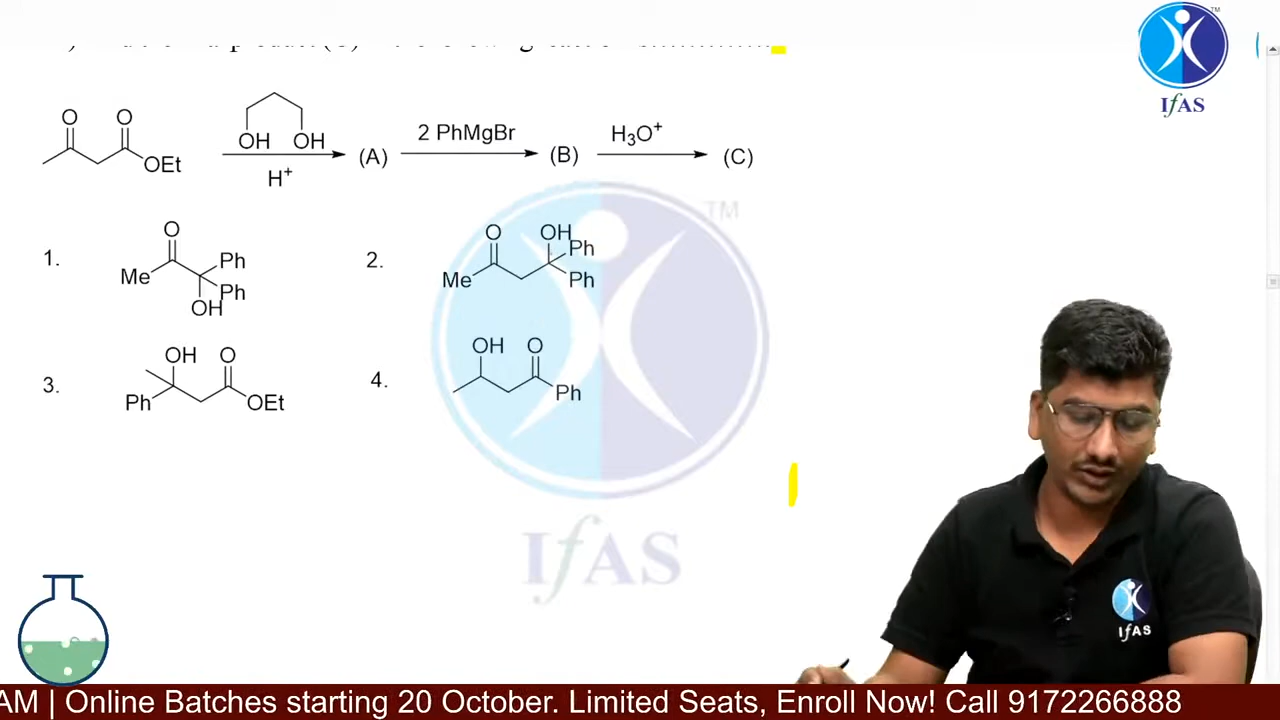 TM
IfAS
O O
OEt
OH OH
H+
(A)
2 PhMgBr
(B)
H3O+
(C)
TM
1.
O
Me
Ph
Ph
OH
2.
O
OH
Ph
Me
Ph
3.
OH O
Ph
OEt
4.
OH O
Ph
IfAS
IfAS
AM | Online Batches starting 20 October. Limited Seats, Enroll Now! Call 9172266888